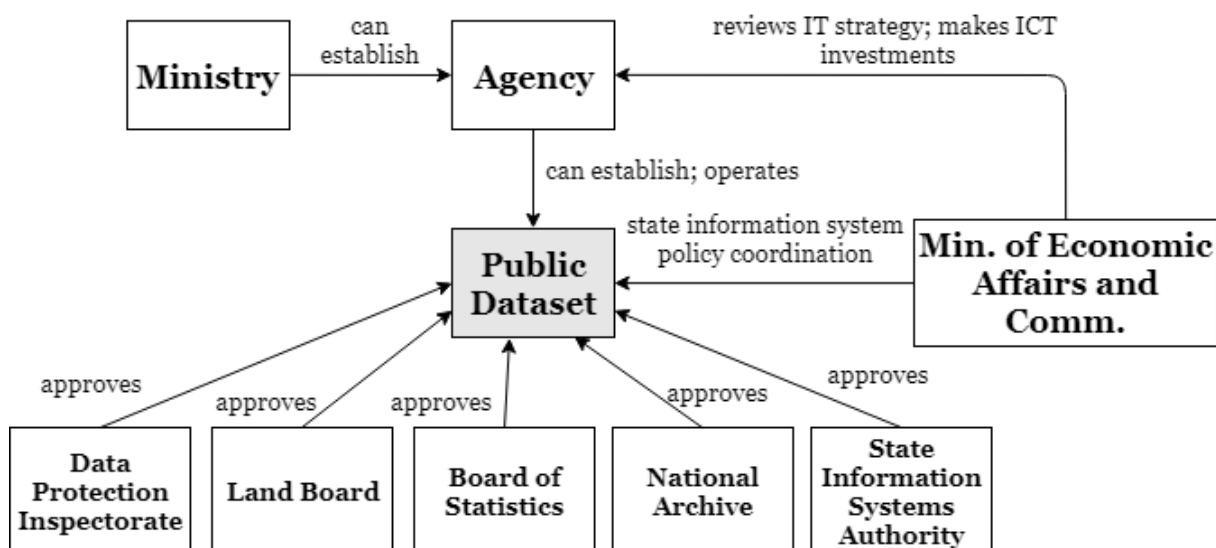 can
establish
reviews IT strategy; makes ICT
investments
Ministry
Agency
can establish; operates
state information system
policy coordination
Public
Dataset
Min. of Economic
Affairs and
Comm.
approves
approves
approves
approves
approves
Data
Protection
Inspectorate
Land Board
Board of
Statistics
National
Archive
State
Information
Systems
Authority